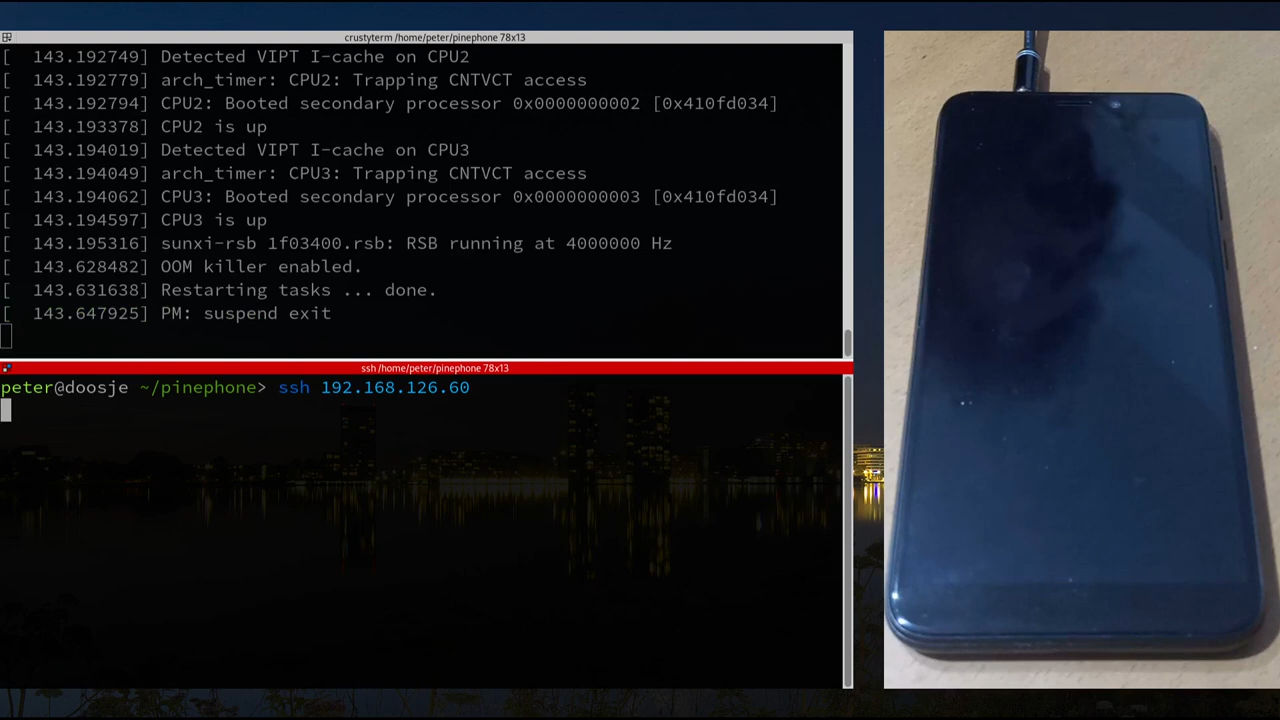 crustyterm /home/peter/pinephone 78x13
[  143.192749] Detected VIPT I-cache on CPU2
[  143.192779] arch_timer: CPU2: Trapping CNTVCT access
[  143.192794] CPU2: Booted secondary processor 0x0000000002 [0x410fd034]
[  143.193378] CPU2 is up
[  143.194019] Detected VIPT I-cache on CPU3
[  143.194049] arch_timer: CPU3: Trapping CNTVCT access
[  143.194062] CPU3: Booted secondary processor 0x0000000003 [0x410fd034]
[  143.194597] CPU3 is up
[  143.195316] sunxi-rsb 1f03400.rsb: RSB running at 4000000 Hz
[  143.628482] OOM killer enabled.
[  143.631638] Restarting tasks ... done.
[  143.647925] PM: suspend exit
ssh /home/peter/pinephone 78x13
peter@doosje ~/pinephone> ssh 192.168.126.60